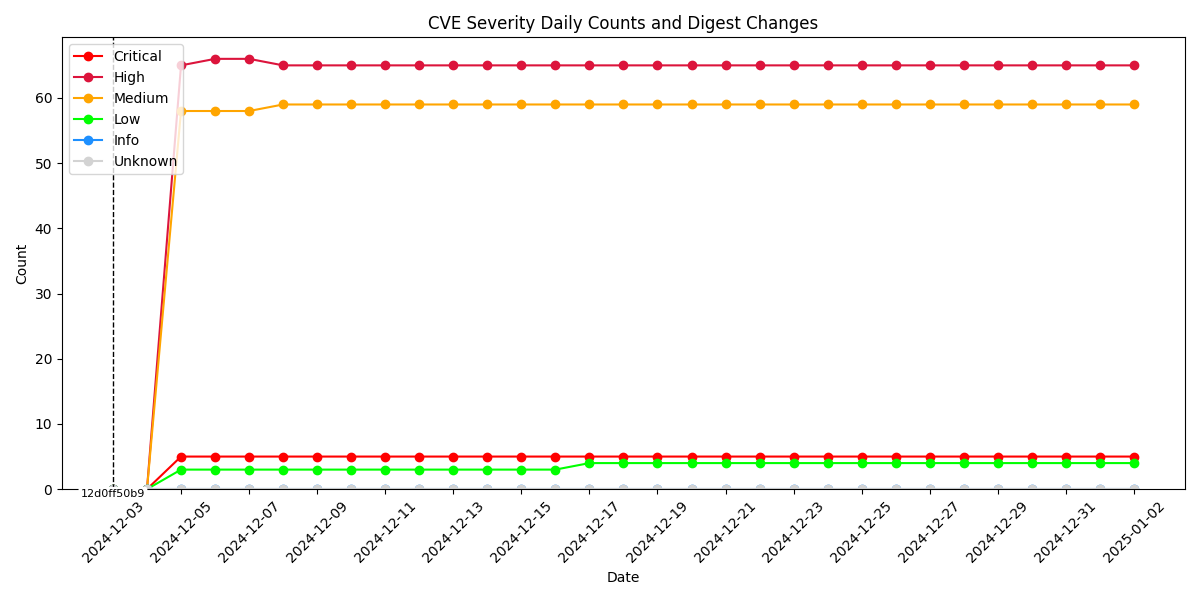 CVE Severity Daily Counts and Digest Changes
Critical
High
Medium
Low
Info
Unknown
Count
60
50
40
30
20
10
0
12d0ff50b9
2024-12-03
2024-12-05
2024-12-07
2024-12-09
2024-12-11
2024-12-13
2024-12-15
2024-12-17
2024-12-19
2024-12-21
2024-12-23
2024-12-25
2024-12-27
2024-12-29
2024-12-31
2025-01-02
Date